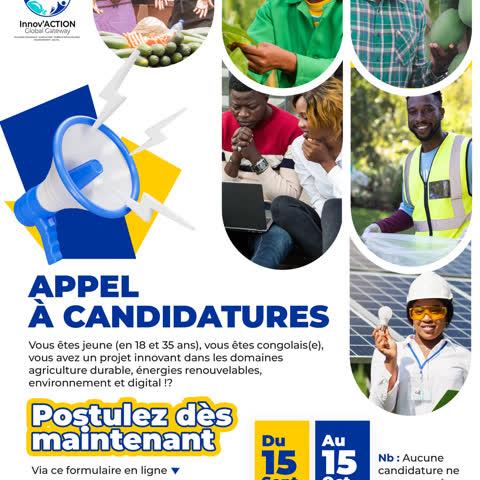 Innov'ACTION
Global Gateway
APPEL
À CANDIDATURES
Vous êtes jeune (en 18 et 35 ans), vous êtes congolais(e),
vous avez un projet innovant dans les domaines
agriculture durable, énergies renouvelables,
environnement et digital !?
Postulez dès
maintenant
Via ce formulaire en ligne
Du
15
Sept
Au
15
Oct
Nb : Aucune
candidature ne